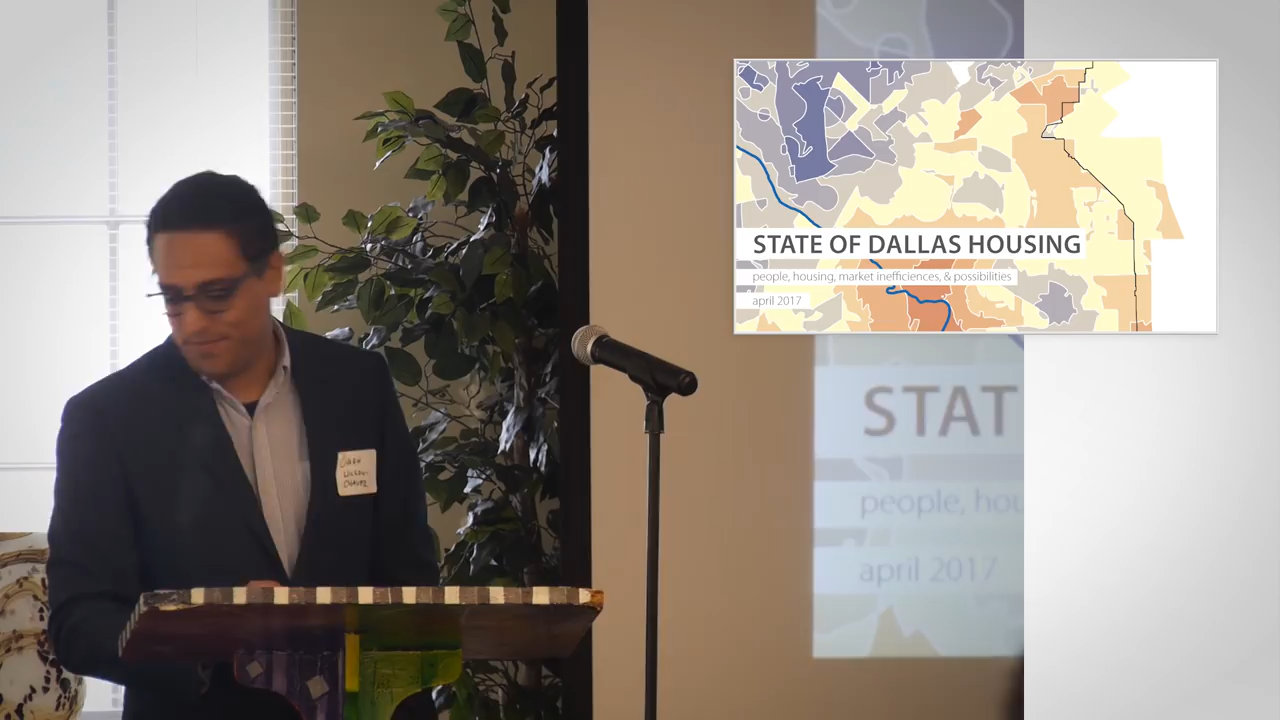 STATE OF DALLAS HOUSING
people, housing, market inefficiences, & possibilities
april 2017
STAT
people, hou
april 2017